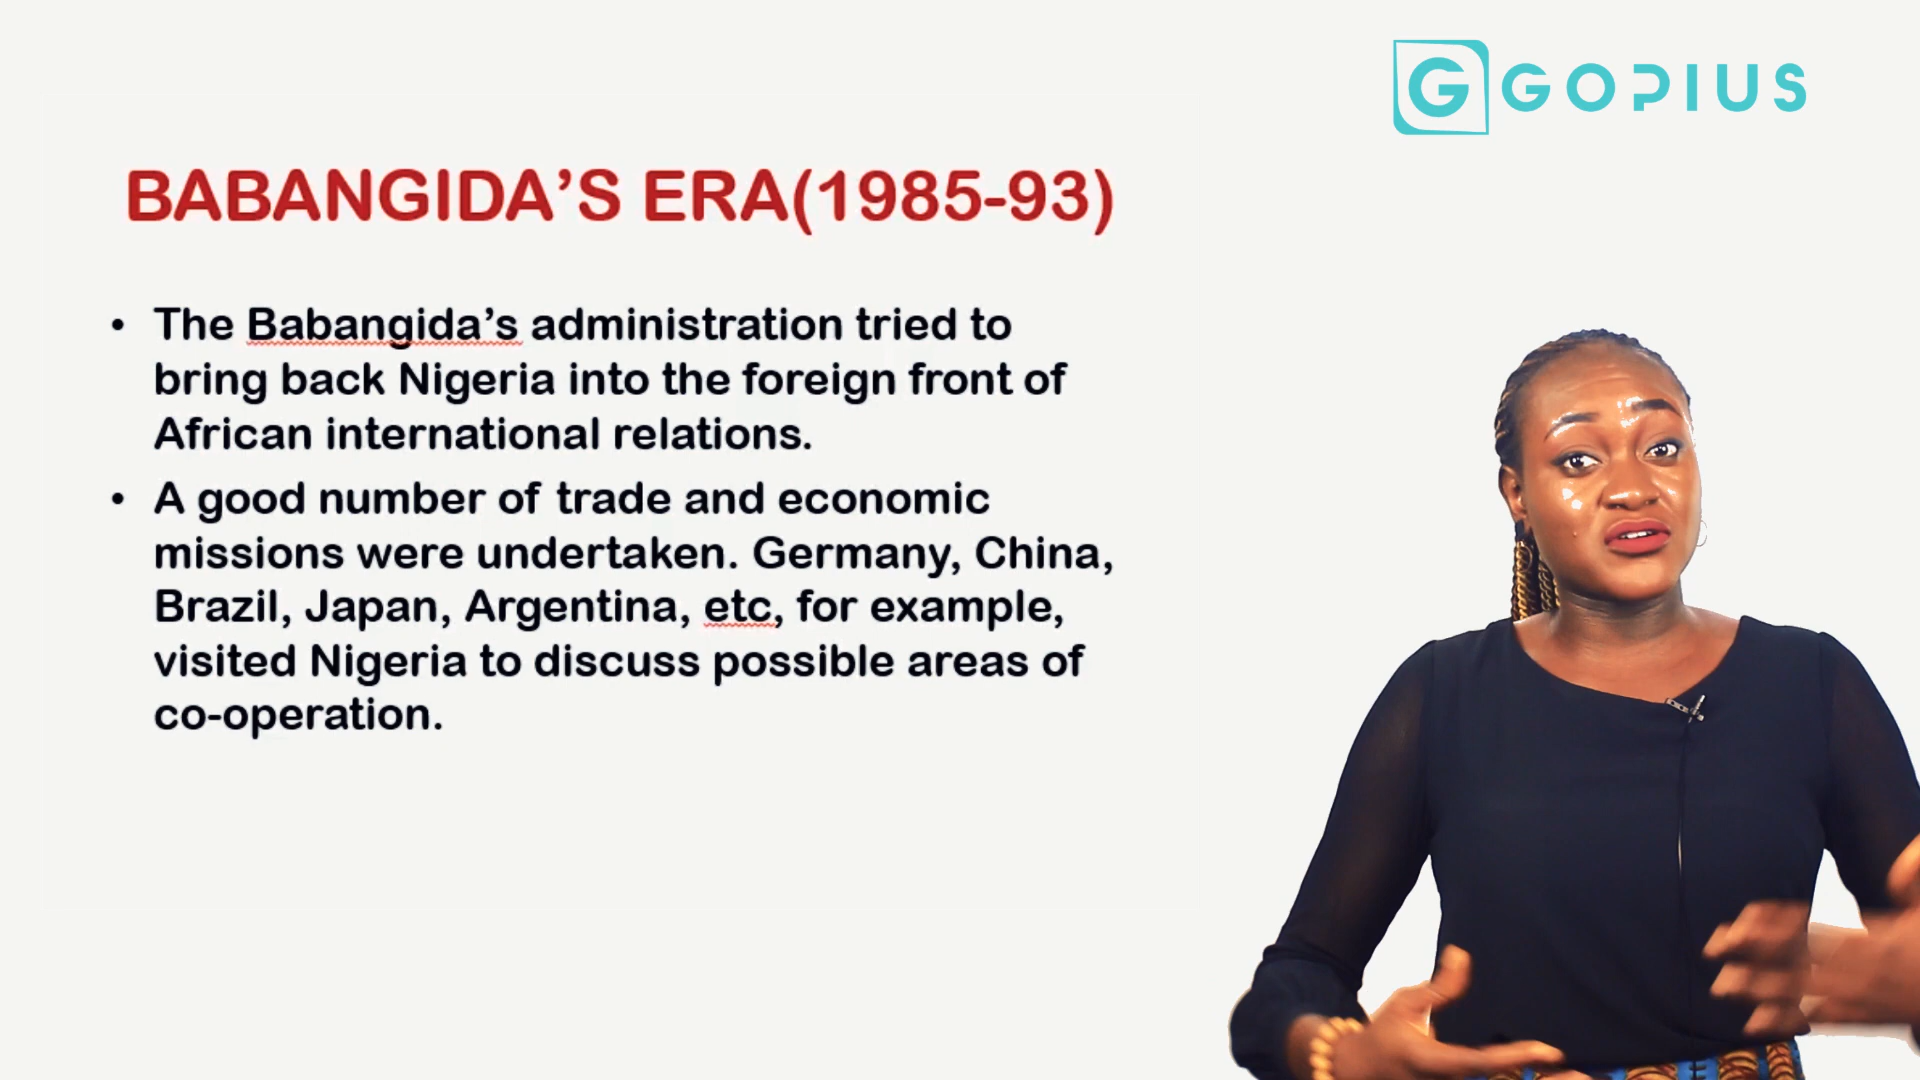 G GOPIUS
BABANGIDA'S ERA(1985-93)
• The Babangida's administration tried to
bring back Nigeria into the foreign front of
African international relations.
• A good number of trade and economic
missions were undertaken. Germany, China,
Brazil, Japan, Argentina, etc, for example,
visited Nigeria to discuss possible areas of
co-operation.